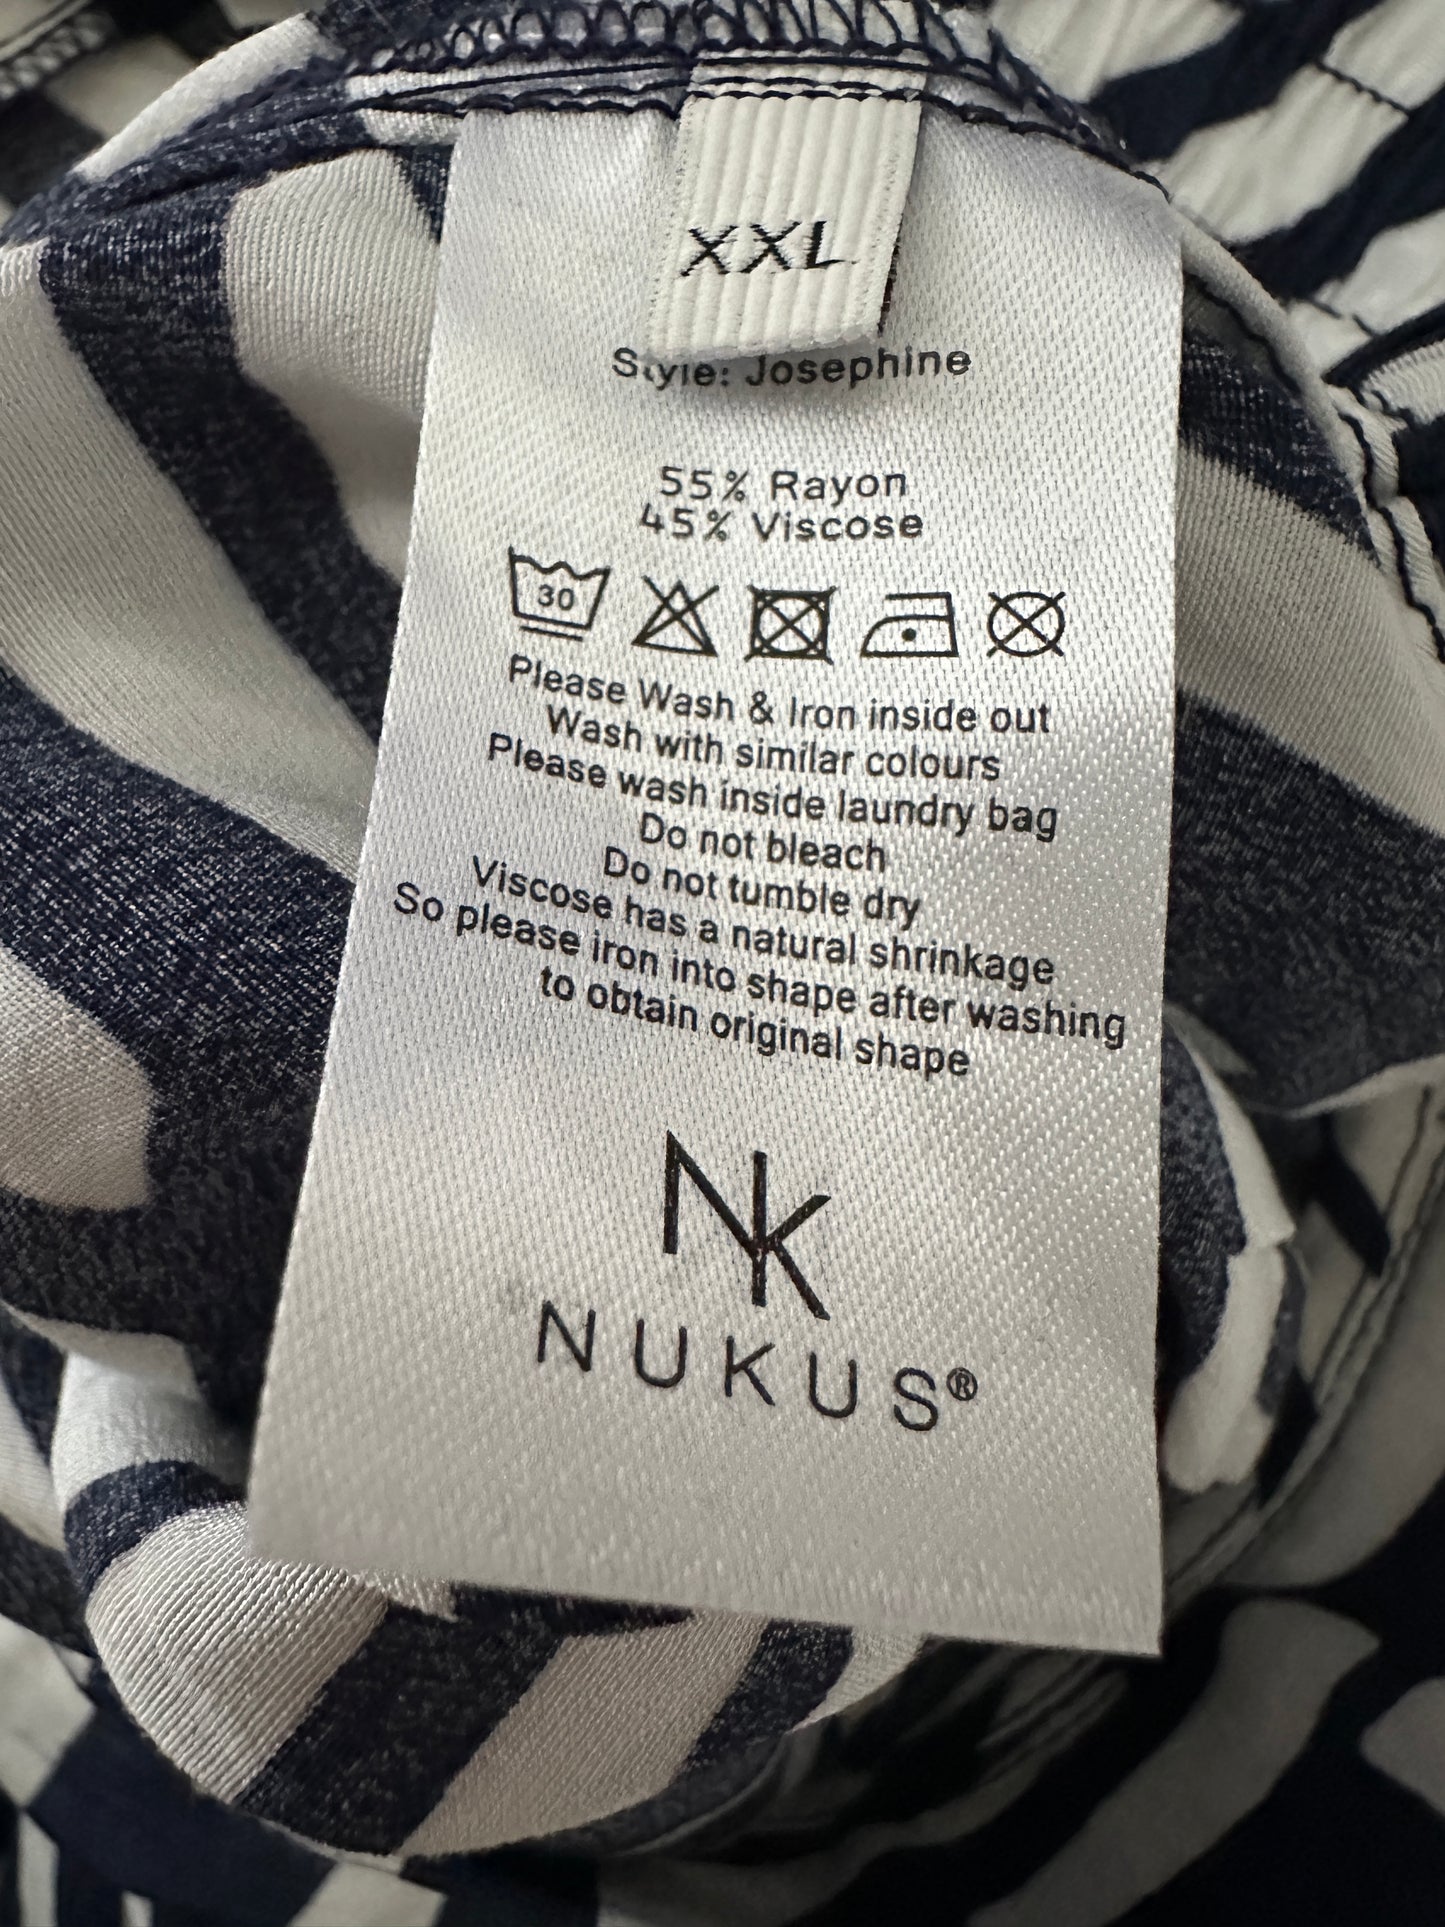 XXL
Style: Josephine
55% Rayon
45% Viscose
30
Please Wash & Iron inside out
Wash with similar colours
Please wash inside laundry bag
Do not bleach
Do not tumble dry
Viscose has a natural shrinkage
So please iron into shape after washing
to obtain original shape
NK
NUKUS®